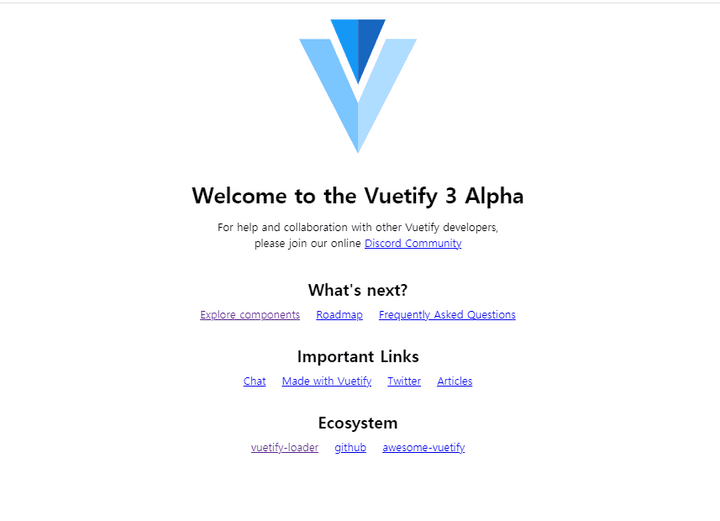 Welcome to the Vuetify 3 Alpha
For help and collaboration with other Vuetify developers,
please join our online Discord Community
What's next?
Explore components Roadmap Frequently Asked Questions
Important Links
Chat Made with Vuetify Twitter Articles
Ecosystem
vuetify-loader github awesome-vuetify